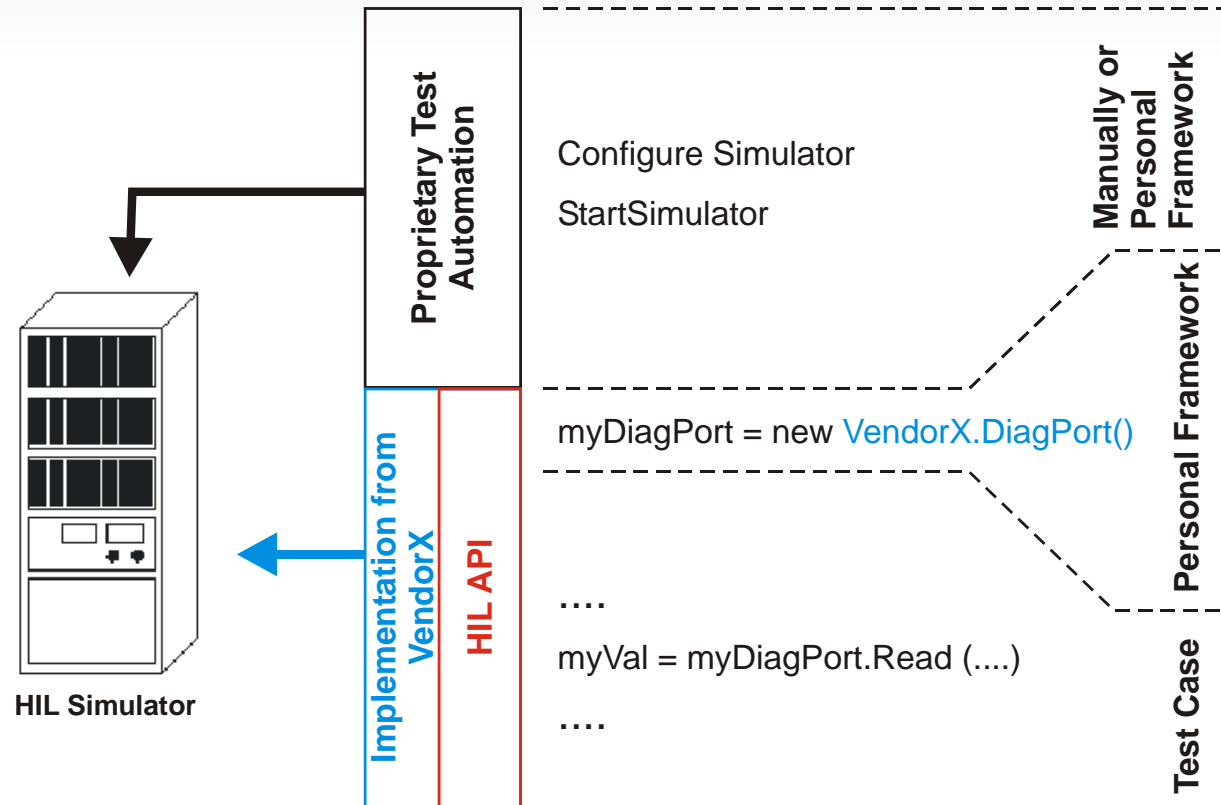 Proprietary Test
Automation
Configure Simulator
StartSimulator
Manually or
Personal
Framework
HIL Simulator
Implementation from
VendorX
HIL API
myDiagPort = new VendorX.DiagPort()
Personal Framework
....
myVal = myDiagPort.Read (....)
....
Test Case